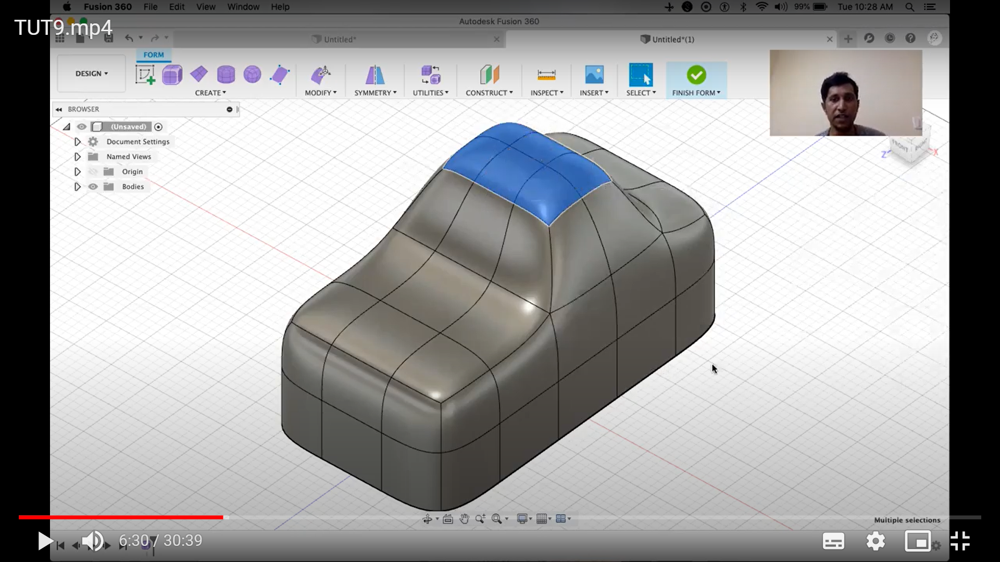 Fusion 360 File Edit View Window Help 99% Tue 10:28 AM
TUT9.mp4
Autodesk Fusion 360
Untitled* Untitled*(1)
FORM
DESIGN
CREATE MODIFY SYMMETRY UTILITIES CONSTRUCT INSPECT INSERT SELECT FINISH FORM
BROWSER
(Unsaved)
Document Settings
Named Views
Origin
Bodies
FRONT RIGHT
Z X
Multiple selections
6:30 / 30:39